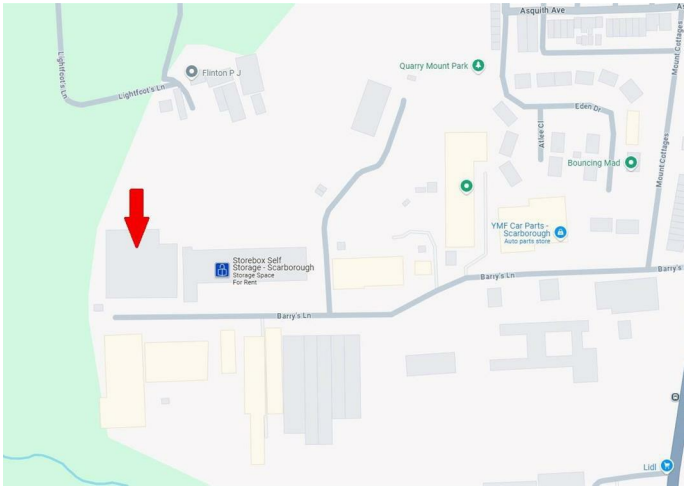 Asquith Ave
As
Lightfoot's Ln
Lightfoot's Ln
Flinton P J
Quarry Mount Park
Mount Cottages
Eden Dr
Atlee Cl
Bouncing Mad
Mount Cottages
YMF Car Parts -
Scarborough
Auto parts store
Storebox Self
Storage - Scarborough
Storage Space
For Rent
Barry's Ln
Barry's
Barry's Ln
Lidl